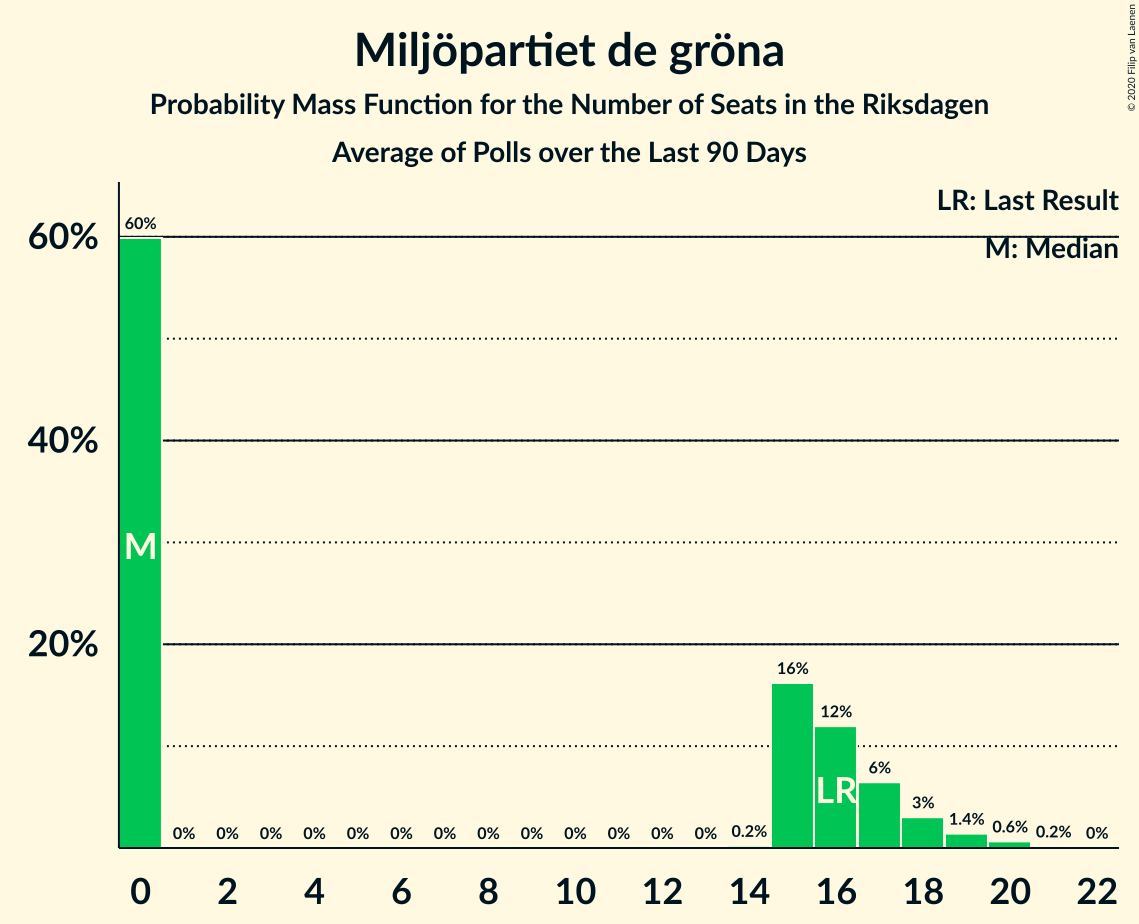 Miljöpartiet de gröna
Probability Mass Function for the Number of Seats in the Riksdagen
Average of Polls over the Last 90 Days
© 2020 Filip van Laenen
LR: Last Result
M: Median
60%
40%
20%
60% 0% 0% 0% 0% 0% 0% 0% 0% 0% 0% 0% 0% 0% 0.2% 16% 12% 6% 3% 1.4% 0.6% 0.2% 0%
M
LR
0 2 4 6 8 10 12 14 16 18 20 22